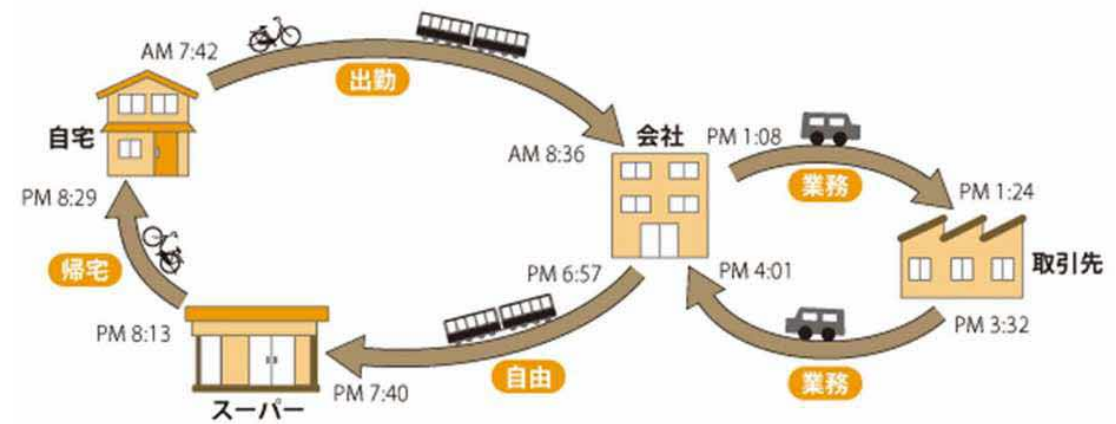 AM 7:42
出勤
自宅
会社
AM 8:36
PM 1:08
業務
PM 1:24
取引先
PM 3:32
業務
PM 4:01
PM 6:57
自由
PM 7:40
スーパー
PM 8:13
帰宅
PM 8:29